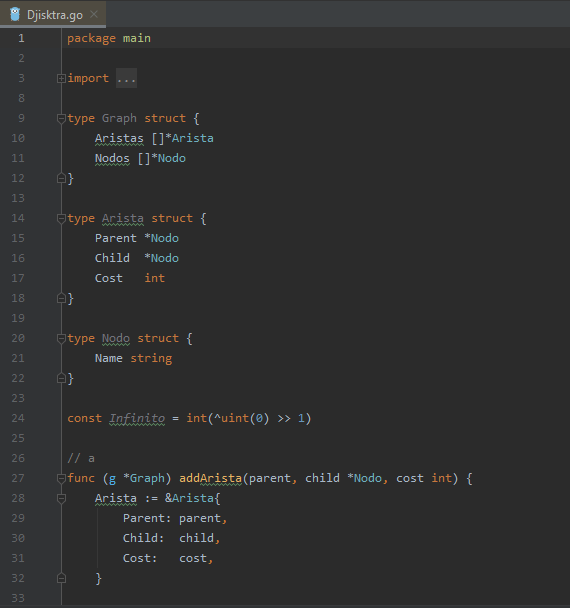 Djisktra.go
1 package main
2
3 import ...
8
9 type Graph struct {
10 Aristas []*Arista
11 Nodos []*Nodo
12 }
13
14 type Arista struct {
15 Parent *Nodo
16 Child  *Nodo
17 Cost   int
18 }
19
20 type Nodo struct {
21 Name string
22 }
23
24 const Infinito = int(^uint(0) >> 1)
25
26 // a
27 func (g *Graph) addArista(parent, child *Nodo, cost int) {
28 Arista := &Arista{
29 Parent: parent,
30 Child:  child,
31 Cost:   cost,
32 }
33